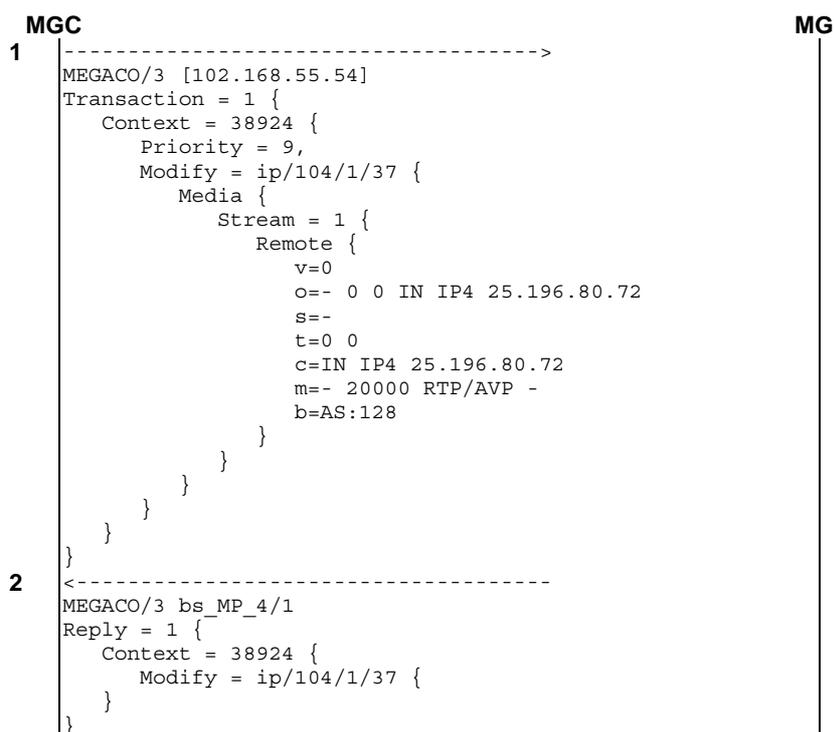 MGC MG
1 ------------------------------------->
MEGACO/3 [102.168.55.54]
Transaction = 1 {
Context = 38924 {
Priority = 9,
Modify = ip/104/1/37 {
Media {
Stream = 1 {
Remote {
v=0
o=- 0 0 IN IP4 25.196.80.72
s=-
t=0 0
c=IN IP4 25.196.80.72
m=- 20000 RTP/AVP -
b=AS:128
}
}
}
}
}
}
2 <-------------------------------------
MEGACO/3 bs_MP_4/1
Reply = 1 {
Context = 38924 {
Modify = ip/104/1/37 {
}
}